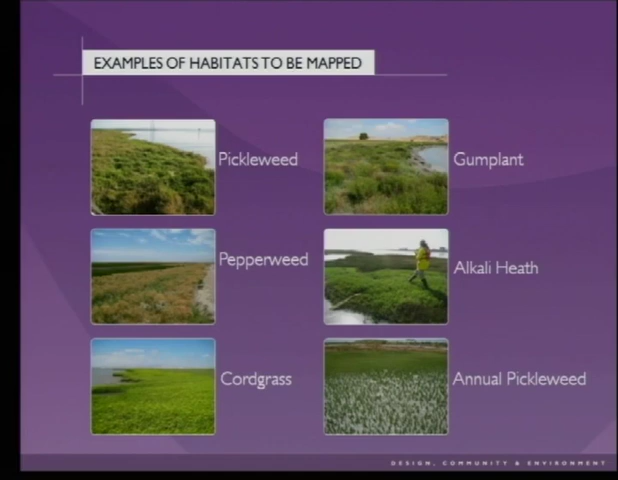 EXAMPLES OF HABITATS TO BE MAPPED
Pickleweed
Gumplant
Pepperweed
Alkali Heath
Cordgrass
Annual Pickleweed
DESIGN, COMMUNITY & ENVIRONMENT